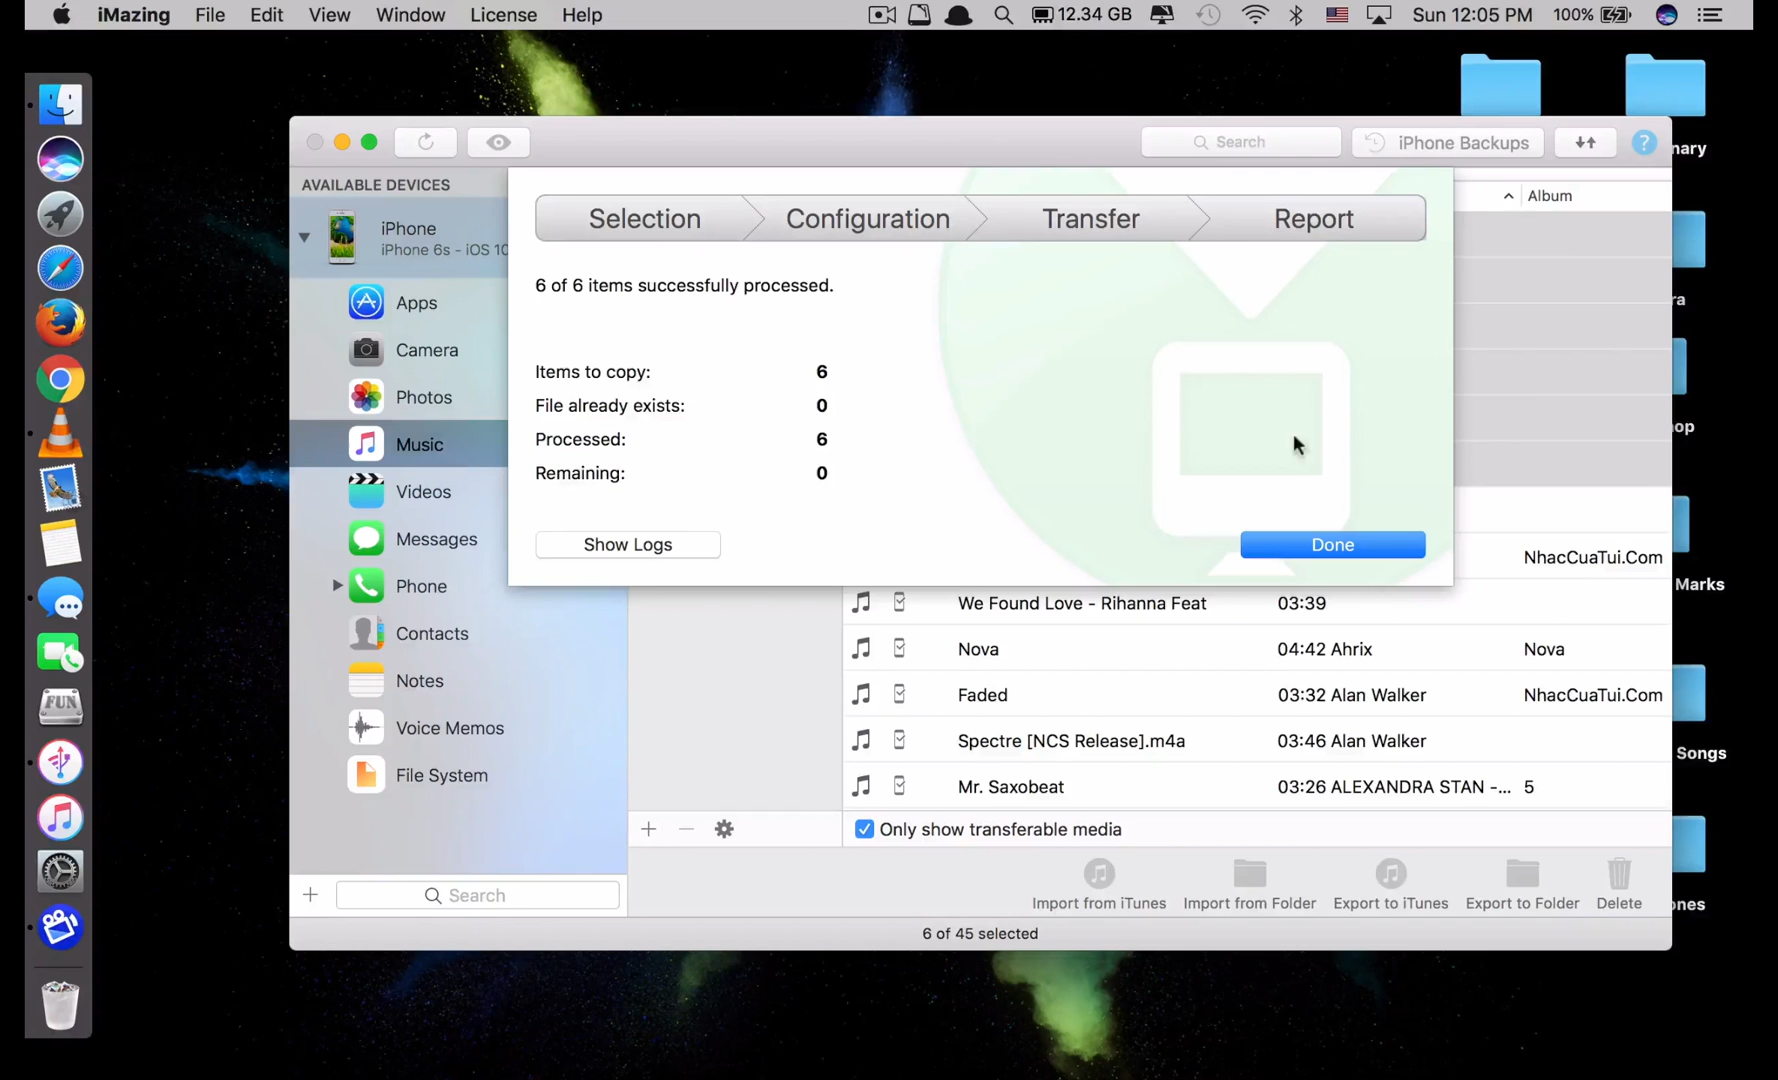 iMazing File Edit View Window License Help 12.34 GB Sun 12:05 PM 100%
Search iPhone Backups ?
nary
AVAILABLE DEVICES
iPhone
iPhone 6s - iOS 10
Apps
Camera
Photos
Music
Videos
Messages
Phone
Contacts
Notes
Voice Memos
File System
Search
Selection Configuration Transfer Report
6 of 6 items successfully processed.
Items to copy: 6
File already exists: 0
Processed: 6
Remaining: 0
Show Logs Done
Album
NhacCuaTui.Com
We Found Love - Rihanna Feat 03:39
Nova 04:42 Ahrix Nova
Faded 03:32 Alan Walker NhacCuaTui.Com
Spectre [NCS Release].m4a 03:46 Alan Walker
Mr. Saxobeat 03:26 ALEXANDRA STAN -... 5
Only show transferable media
Import from iTunes Import from Folder Export to iTunes Export to Folder Delete
6 of 45 selected
ra
op
Marks
Songs
ones
FUN